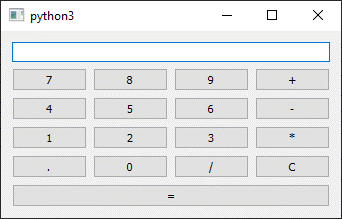 python3
7 8 9 +
4 5 6 -
1 2 3 *
. 0 / C
=